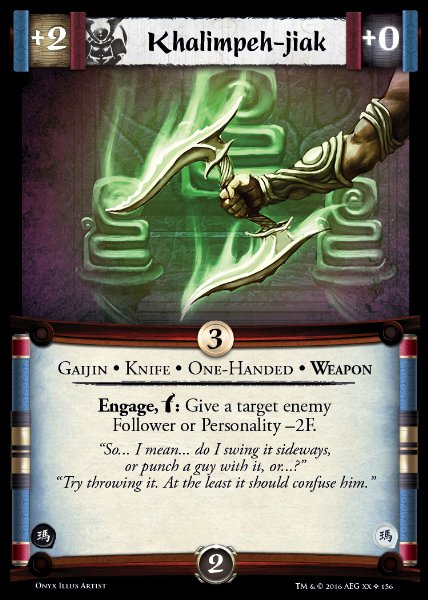 +2
Khalimpeh-jiak
+0
3
Gaijin • Knife • One-Handed • Weapon
Engage, : Give a target enemy
Follower or Personality –2F.
“So... I mean... do I swing it sideways,
or punch a guy with it, or...?”
“Try throwing it. At the least it should confuse him.”
瑪
瑪
2
Onyx Illus Artist
TM & © 2016 AEG XX ❖ 156